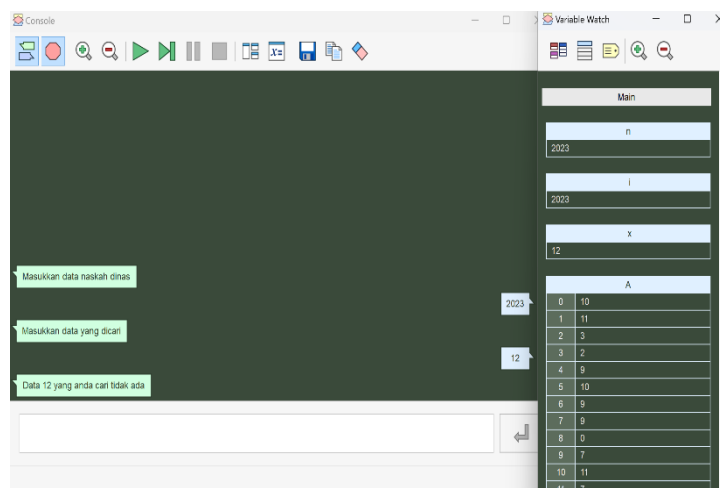 Console
Masukkan data naskah dinas
2023
Masukkan data yang dicari
12
Data 12 yang anda cari tidak ada
Variable Watch
Main
n
2023
i
2023
x
12
A
0 10
1 11
2 3
3 2
4 9
5 10
6 9
7 9
8 0
9 7
10 11
11 7